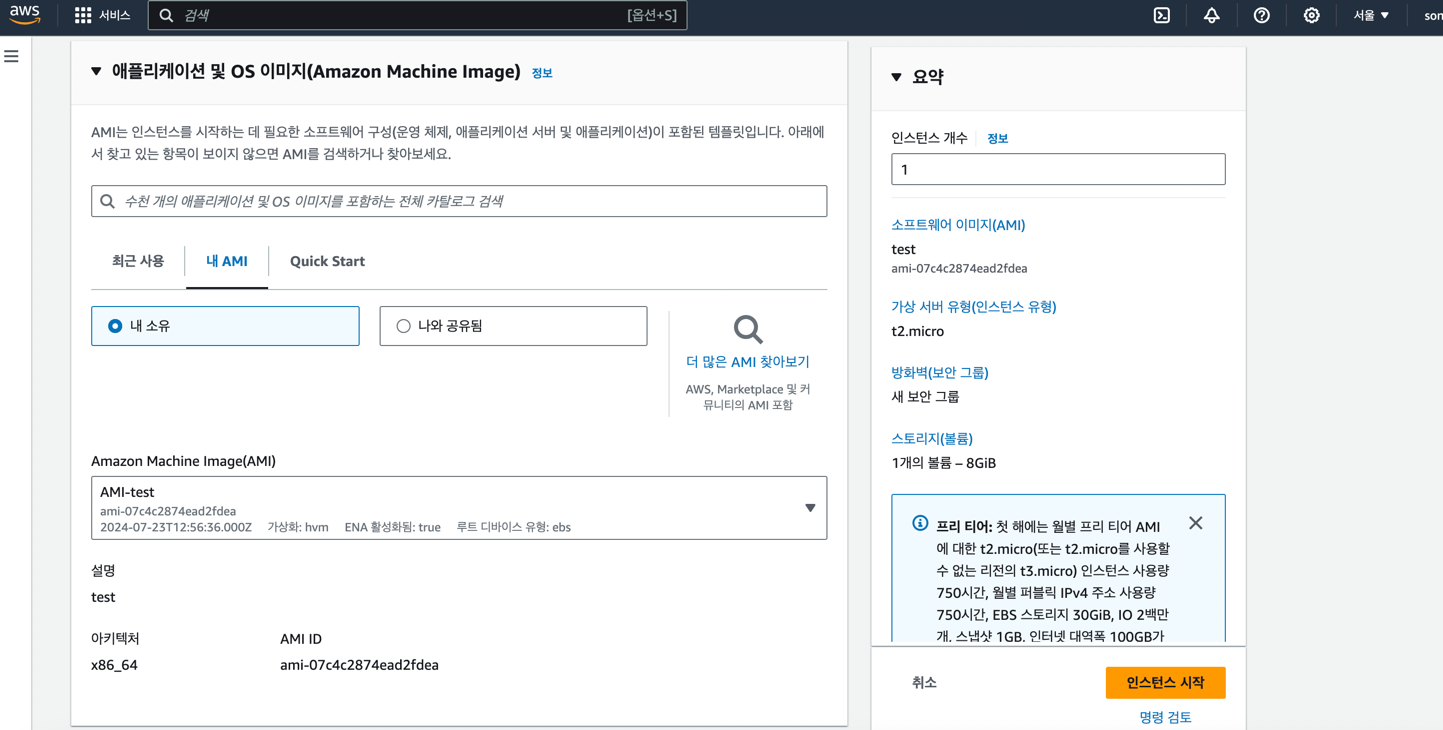 aws
서비스
검색
[옵션+S]
서울 ▼
son
애플리케이션 및 OS 이미지(Amazon Machine Image) 정보
AMI는 인스턴스를 시작하는 데 필요한 소프트웨어 구성(운영 체제, 애플리케이션 서버 및 애플리케이션)이 포함된 템플릿입니다. 아래에
서 찾고 있는 항목이 보이지 않으면 AMI를 검색하거나 찾아보세요.
수천 개의 애플리케이션 및 OS 이미지를 포함하는 전체 카탈로그 검색
최근 사용
내 AMI
Quick Start
내 소유
나와 공유됨
더 많은 AMI 찾아보기
AWS, Marketplace 및 커
뮤니티의 AMI 포함
Amazon Machine Image(AMI)
AMI-test
ami-07c4c2874ead2fdea
2024-07-23T12:56:36.000Z 가상화: hvm ENA 활성화됨: true 루트 디바이스 유형: ebs
설명
test
아키텍처
AMI ID
x86_64
ami-07c4c2874ead2fdea
요약
인스턴스 개수 정보
1
소프트웨어 이미지(AMI)
test
ami-07c4c2874ead2fdea
가상 서버 유형(인스턴스 유형)
t2.micro
방화벽(보안 그룹)
새 보안 그룹
스토리지(볼륨)
1개의 볼륨 – 8GiB
프리 티어: 첫 해에는 월별 프리 티어 AMI
에 대한 t2.micro(또는 t2.micro를 사용할
수 없는 리전의 t3.micro) 인스턴스 사용량
750시간, 월별 퍼블릭 IPv4 주소 사용량
750시간, EBS 스토리지 30GiB, IO 2백만
개, 스냅샷 1GB, 인터넷 대역폭 100GB가
취소
인스턴스 시작
명령 검토